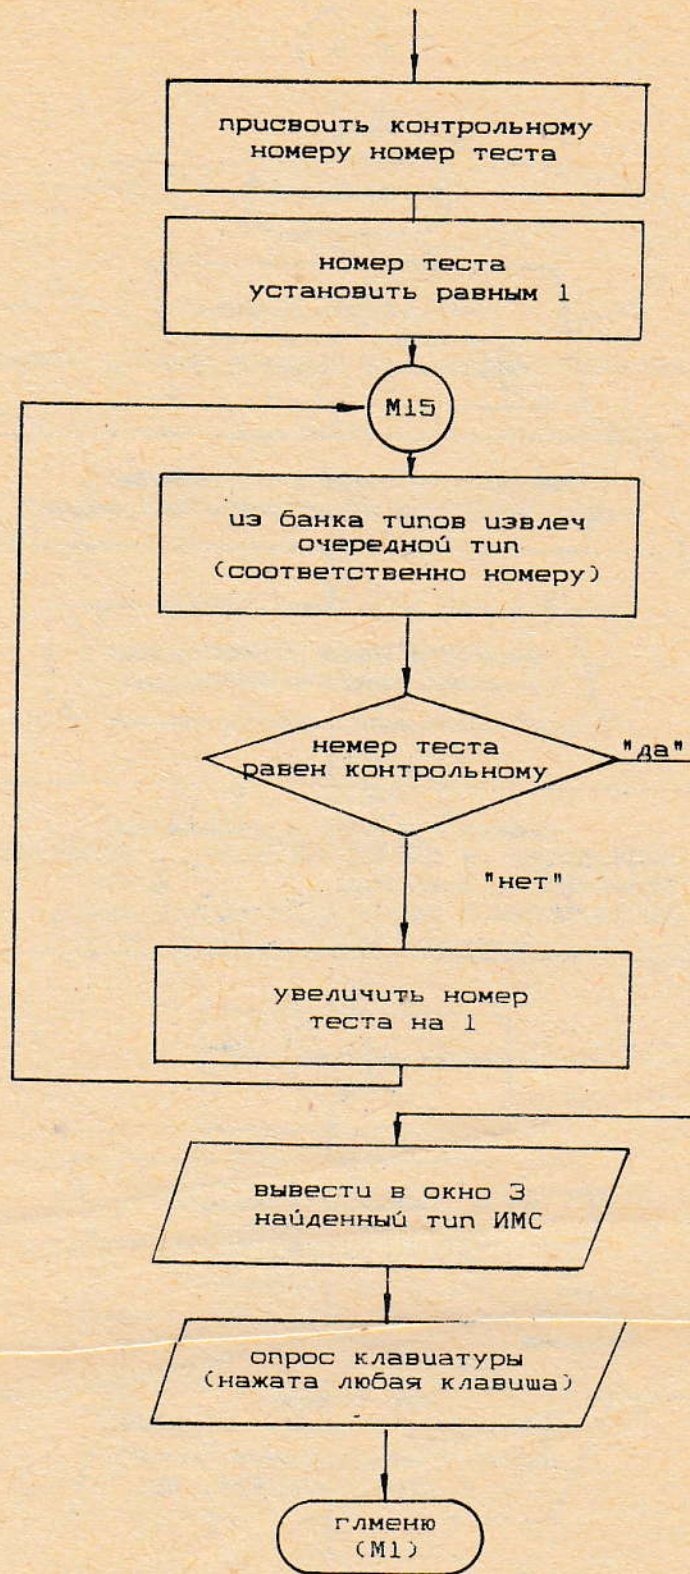 присвоить контрольному
номеру номер теста
номер теста
установить равным 1
М15
из банка типов извлеч
очередной тип
(соответственно номеру)
немер теста
равен контрольному
"да"
"нет"
увеличить номер
теста на 1
вывести в окно 3
найденный тип ИМС
опрос клавиатуры
(нажата любая клавиша)
глменю
(М1)